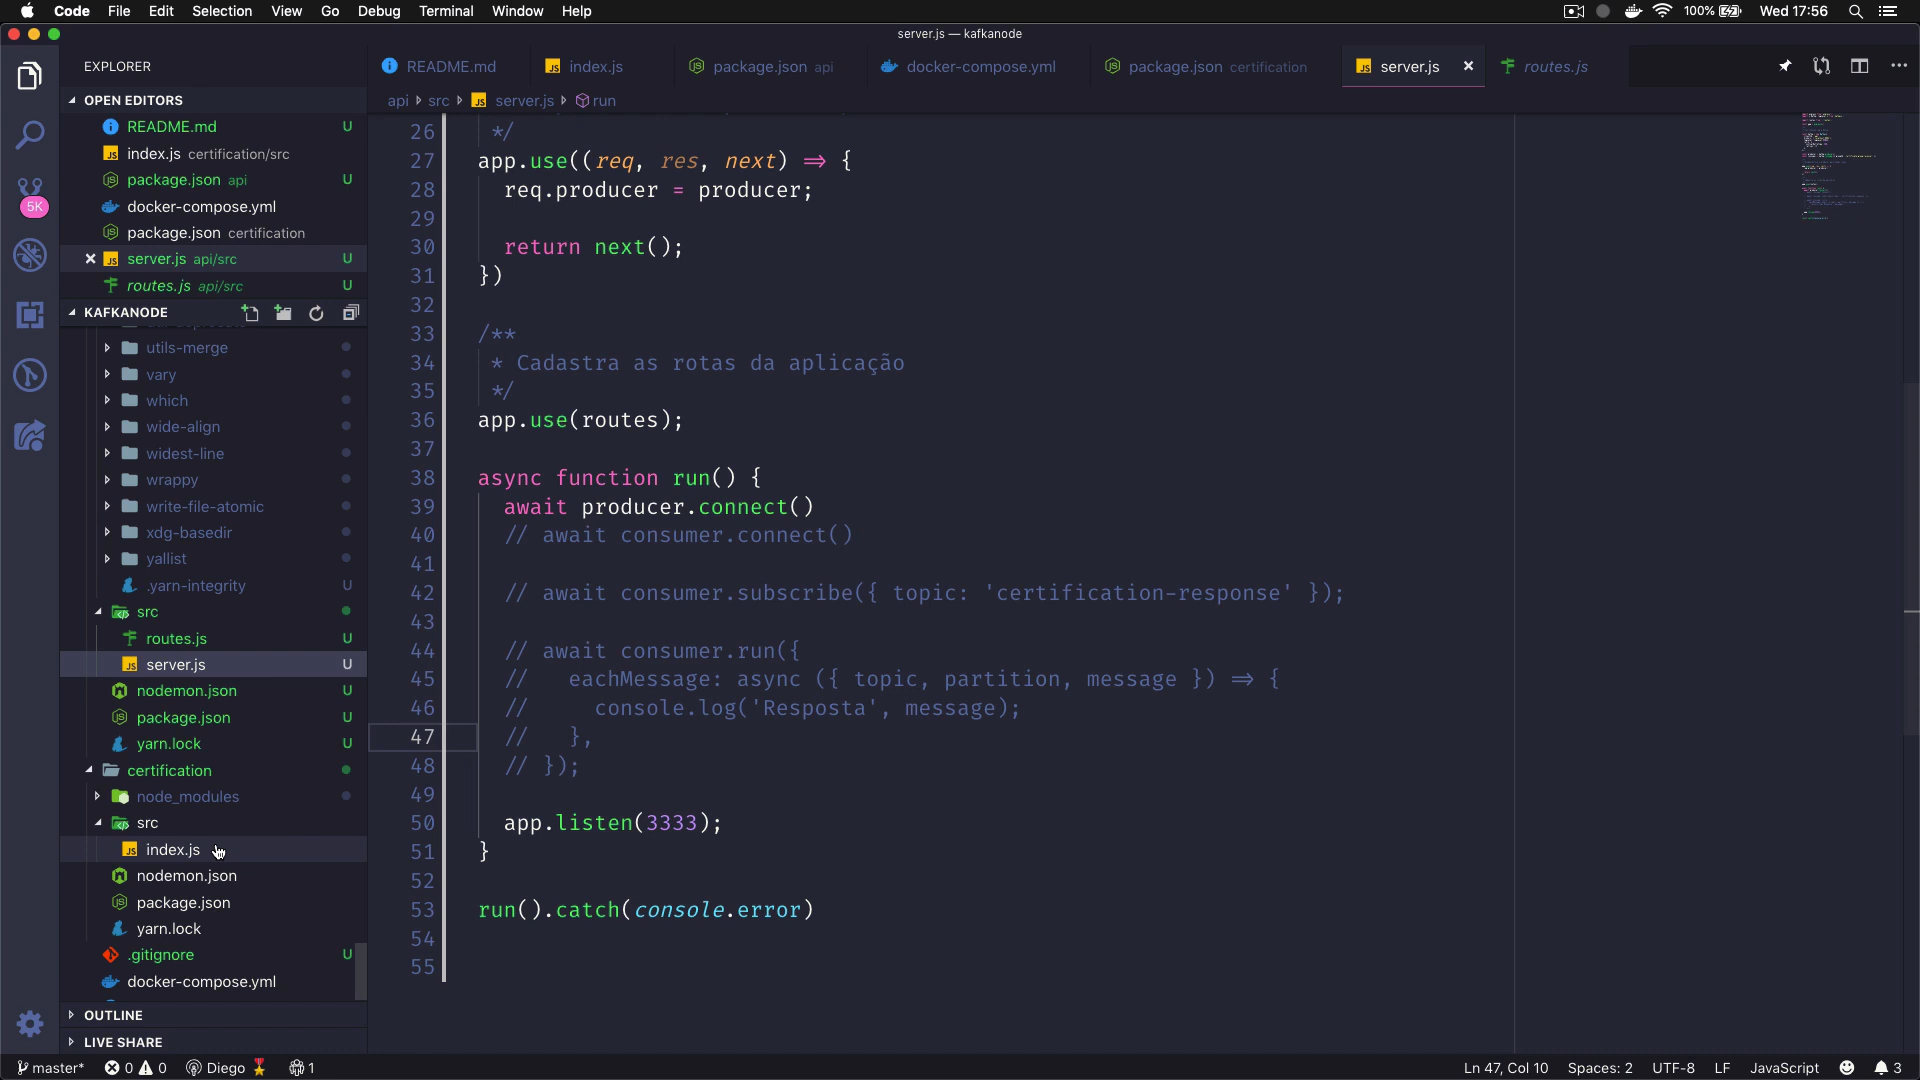 Code File Edit Selection View Go Debug Terminal Window Help 100% Wed 17:56
server.js — kafkanode
EXPLORER
README.md index.js package.json api docker-compose.yml package.json certification server.js routes.js
OPEN EDITORS
api src server.js run
README.md U
index.js certification/src
package.json api U
docker-compose.yml
package.json certification
server.js api/src U
routes.js api/src U
5K
KAFKANODE
utils-merge
vary
which
wide-align
widest-line
wrappy
write-file-atomic
xdg-basedir
yallist
.yarn-integrity U
src
routes.js U
server.js U
nodemon.json U
package.json U
yarn.lock U
certification
node_modules
src
index.js
nodemon.json
package.json
yarn.lock
.gitignore U
docker-compose.yml
OUTLINE
LIVE SHARE
26 */
27 app.use((req, res, next) => {
28 req.producer = producer;
29
30 return next();
31 })
32
33 /**
34 * Cadastra as rotas da aplicação
35 */
36 app.use(routes);
37
38 async function run() {
39 await producer.connect()
40 // await consumer.connect()
41
42 // await consumer.subscribe({ topic: 'certification-response' });
43
44 // await consumer.run({
45 // eachMessage: async ({ topic, partition, message }) => {
46 // console.log('Resposta', message);
47 // },
48 // });
49
50 app.listen(3333);
51 }
52
53 run().catch(console.error)
54
55
master* 0 0 Diego 1 Ln 47, Col 10 Spaces: 2 UTF-8 LF JavaScript 3